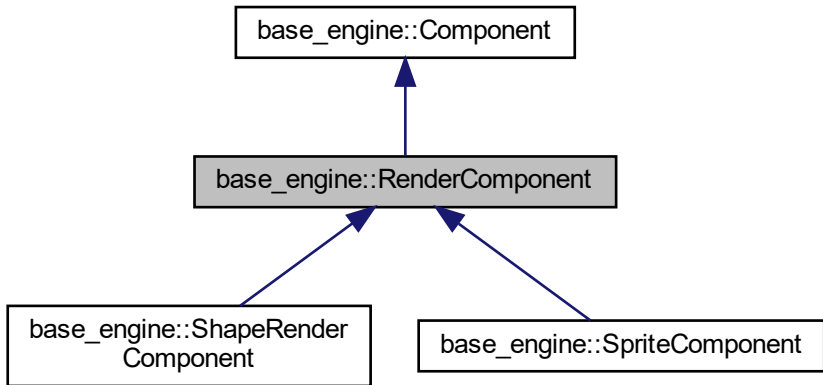 base_engine::Component
base_engine::RenderComponent
base_engine::ShapeRender
Component
base_engine::SpriteComponent